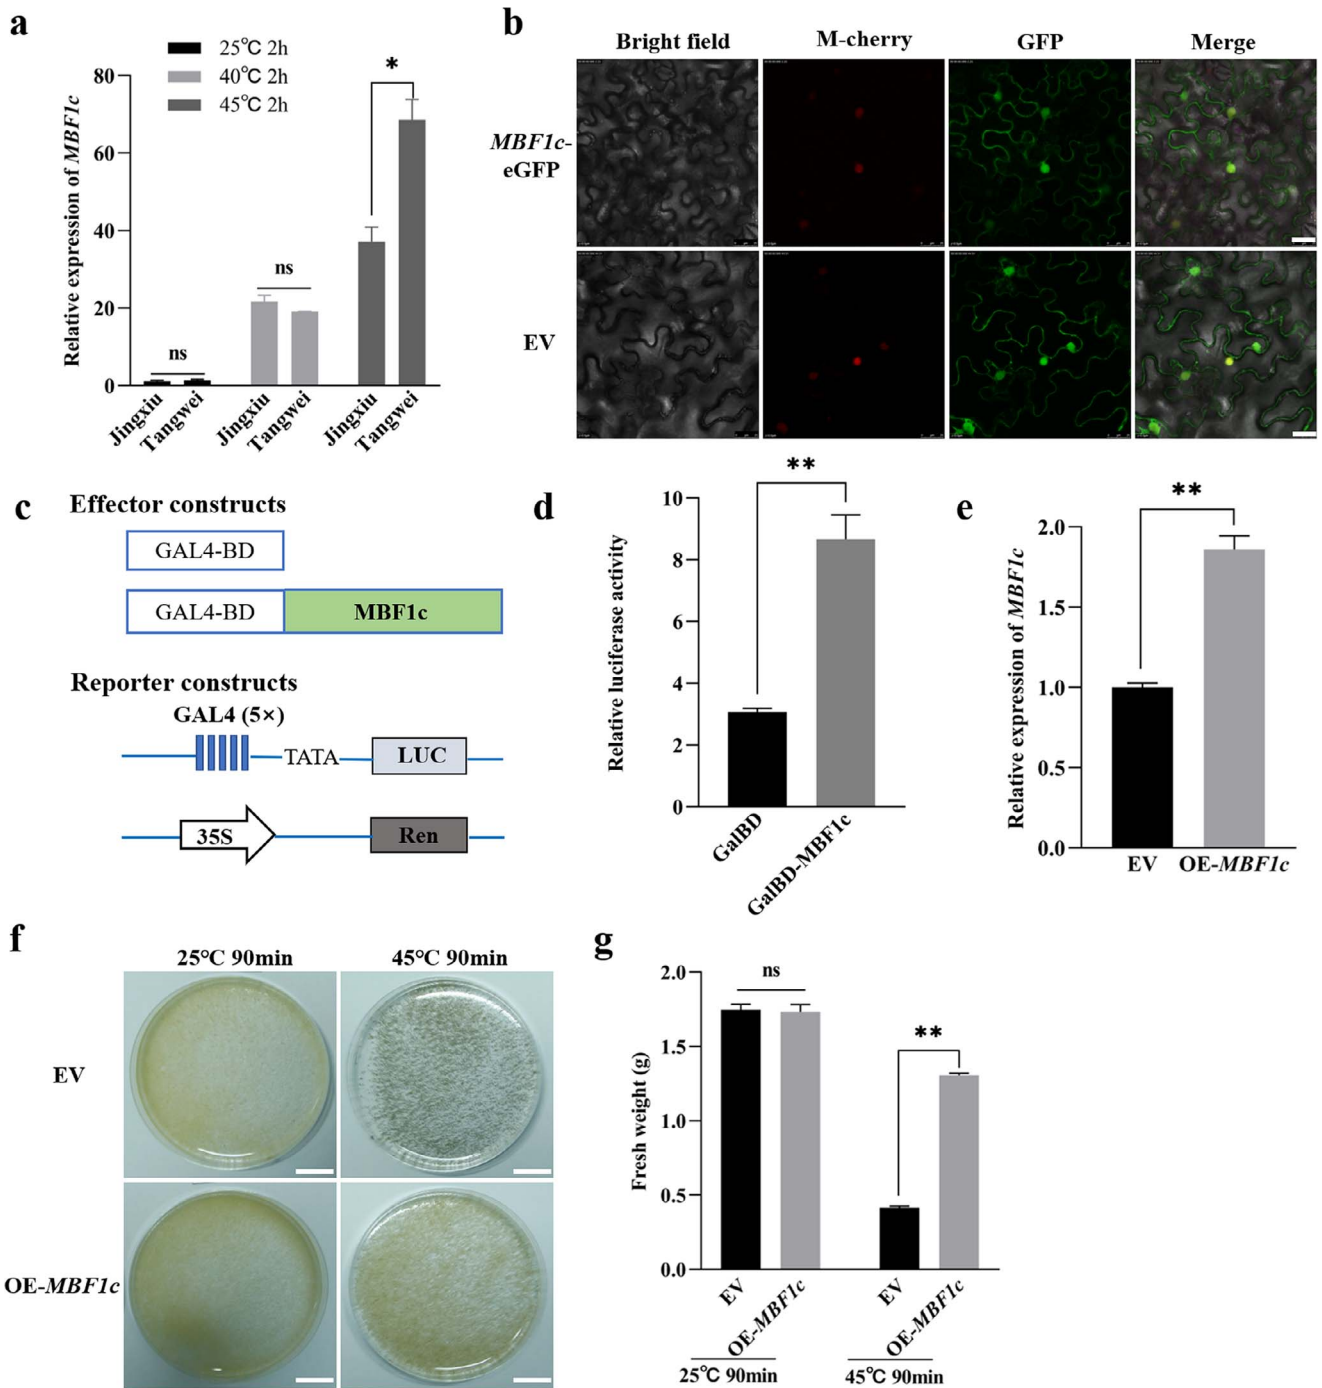 a
25℃ 2h
40℃ 2h
45℃ 2h
Relative expression of MBF1c
80
60
40
20
0
ns
ns
*
Jingxiu
Tangwei
Jingxiu
Tangwei
Jingxiu
Tangwei
b
Bright field
M-cherry
GFP
Merge
MBF1c-
eGFP
EV
c
Effector constructs
GAL4-BD
GAL4-BD
MBF1c
Reporter constructs
GAL4 (5×)
TATA
LUC
35S
Ren
d
Relative luciferase activity
10
8
6
4
2
0
**
GalBD
GalBD-MBF1c
e
Relative expression of MBF1c
2.0
1.5
1.0
0.5
0.0
**
EV
OE-MBF1c
f
25℃ 90min
45℃ 90min
EV
OE-MBF1c
g
Fresh weight (g)
2.0
1.5
1.0
0.5
0.0
ns
**
EV
OE-MBF1c
EV
OE-MBF1c
25℃ 90min
45℃ 90min